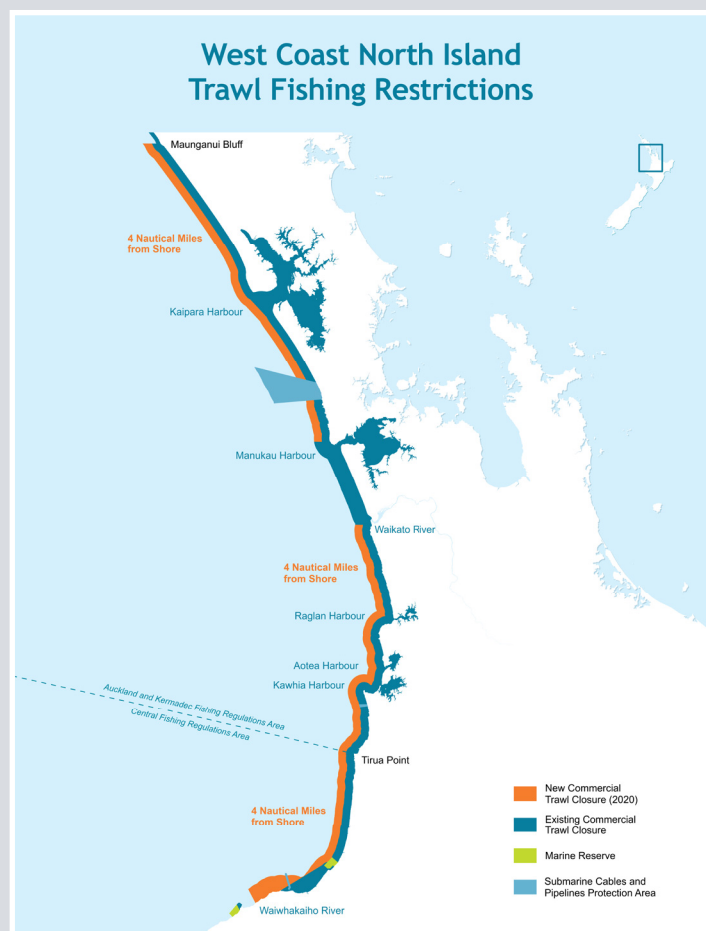 West Coast North Island
Trawl Fishing Restrictions
Maunganui Bluff
4 Nautical Miles
from Shore
Kaipara Harbour
Manukau Harbour
Waikato River
4 Nautical Miles
from Shore
Raglan Harbour
Aotea Harbour
Kawhia Harbour
Auckland and Kermadec Fishing Regulations Area
Central Fishing Regulations Area
Tirua Point
4 Nautical Miles
from Shore
Waiwhakaiho River
New Commercial
Trawl Closure (2020)
Existing Commercial
Trawl Closure
Marine Reserve
Submarine Cables and
Pipelines Protection Area